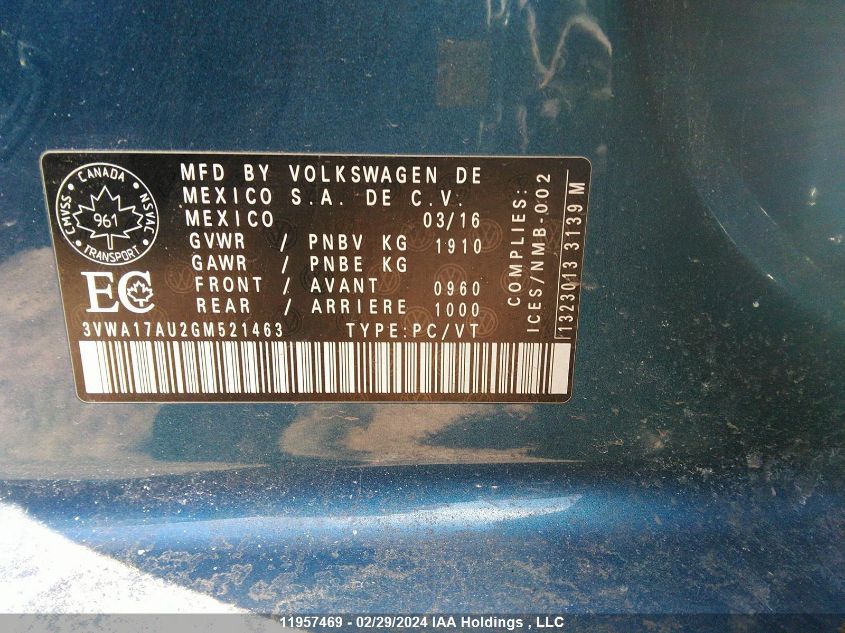 CANADA
CMVSS
NSVAC
961
TRANSPORT
EC
MFD BY VOLKSWAGEN DE
MEXICO S.A. DE C.V.
MEXICO 03/16
GVWR / PNBV KG 1910
GAWR / PNBE KG
FRONT / AVANT 0960
REAR / ARRIERE 1000
3VWA17AU2GM521463 TYPE:PC/VT
COMPLIES:
ICES/NMB.002
1323013 3139 M
11957469 - 02/29/2024 IAA Holdings , LLC